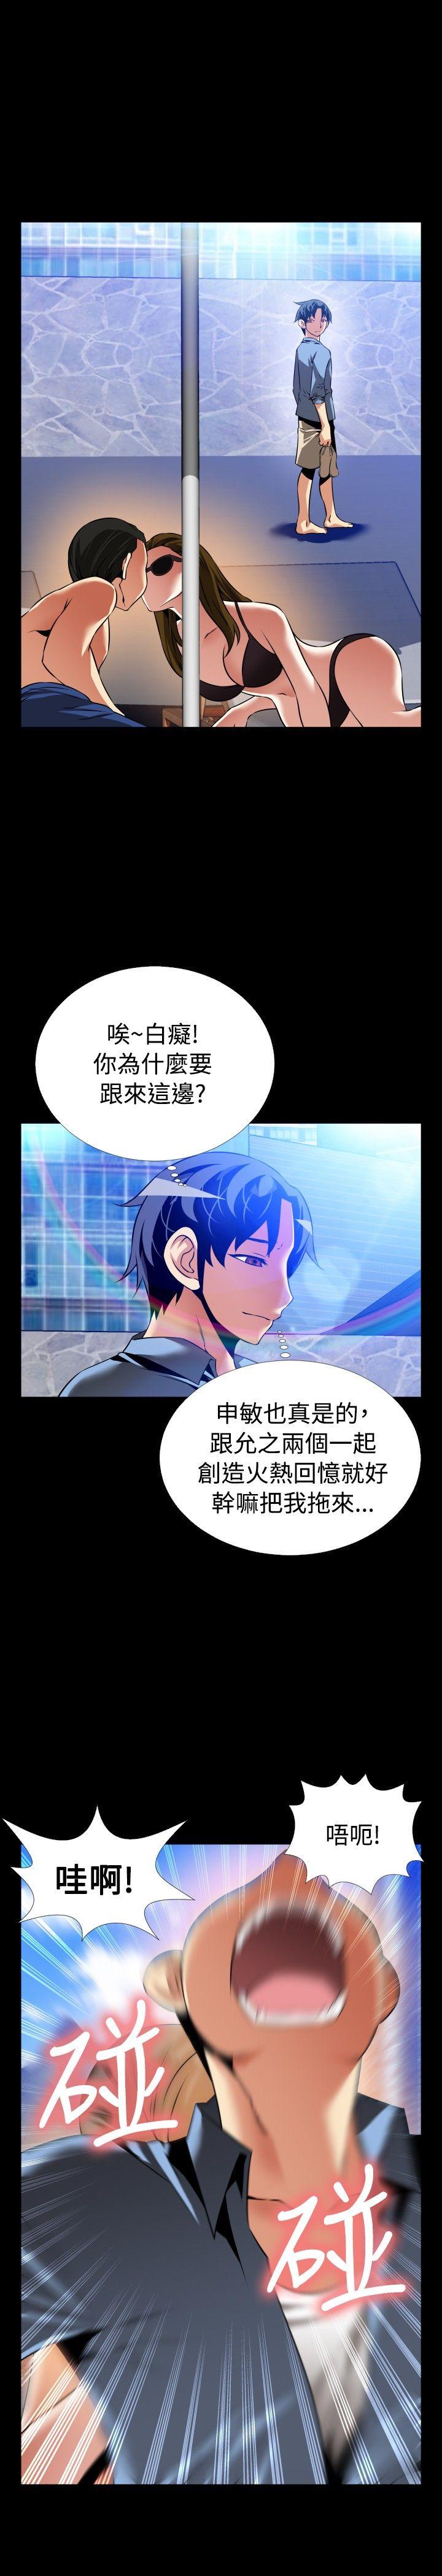 唉~白癡!
你為什麼要
跟來這邊?
申敏也真是的,
跟允之兩個一起
創造火熱回憶就好
幹嘛把我拖來...
唔呃!
哇啊!
碰
碰